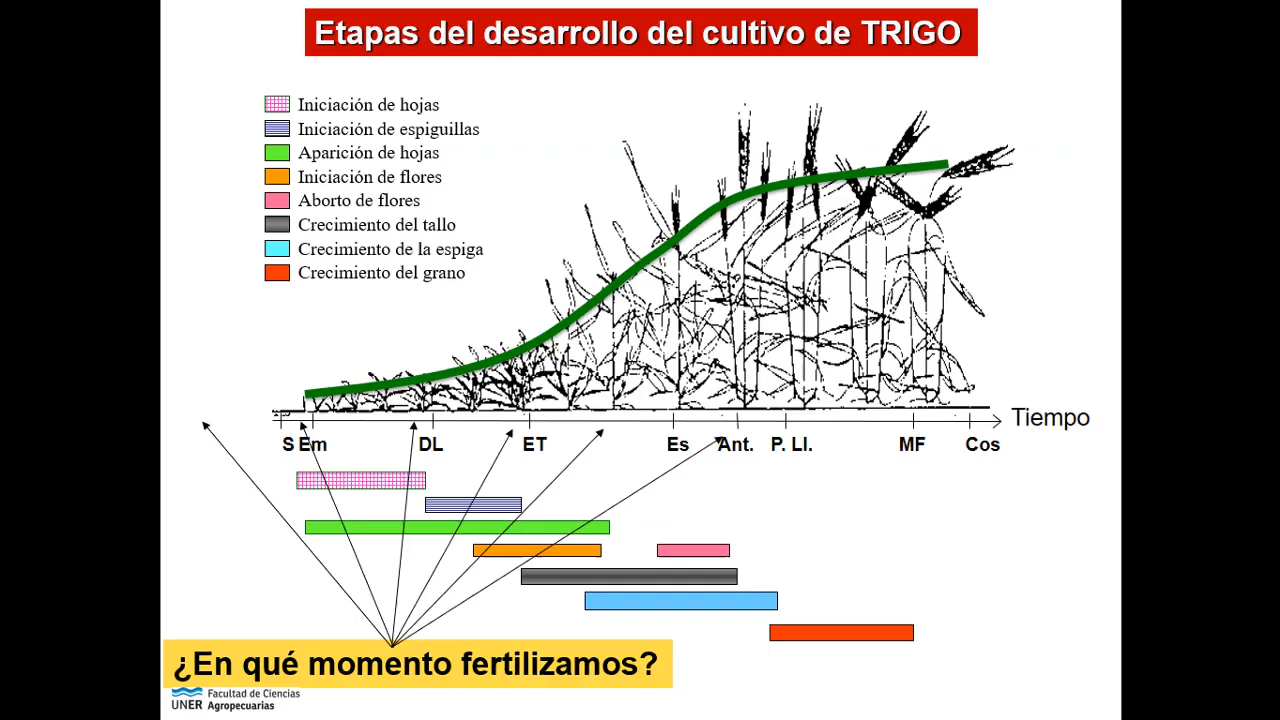 Etapas del desarrollo del cultivo de TRIGO
Iniciación de hojas
Iniciación de espiguillas
Aparición de hojas
Iniciación de flores
Aborto de flores
Crecimiento del tallo
Crecimiento de la espiga
Crecimiento del grano
Tiempo
S Em DL ET Es Ant. P. Ll. MF Cos
¿En qué momento fertilizamos?
UNER
Facultad de Ciencias
Agropecuarias